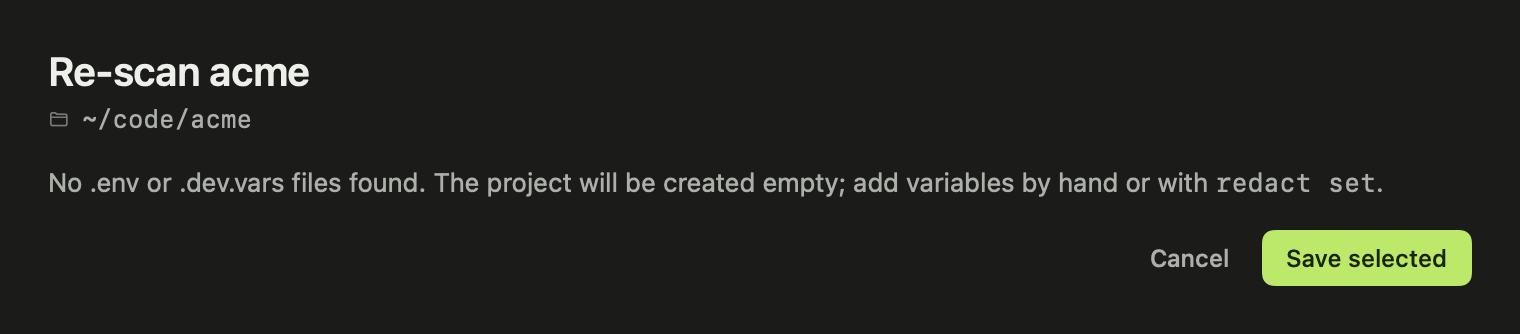 Re-scan acme
~/code/acme
No .env or .dev.vars files found. The project will be created empty; add variables by hand or with redact set.
Cancel
Save selected